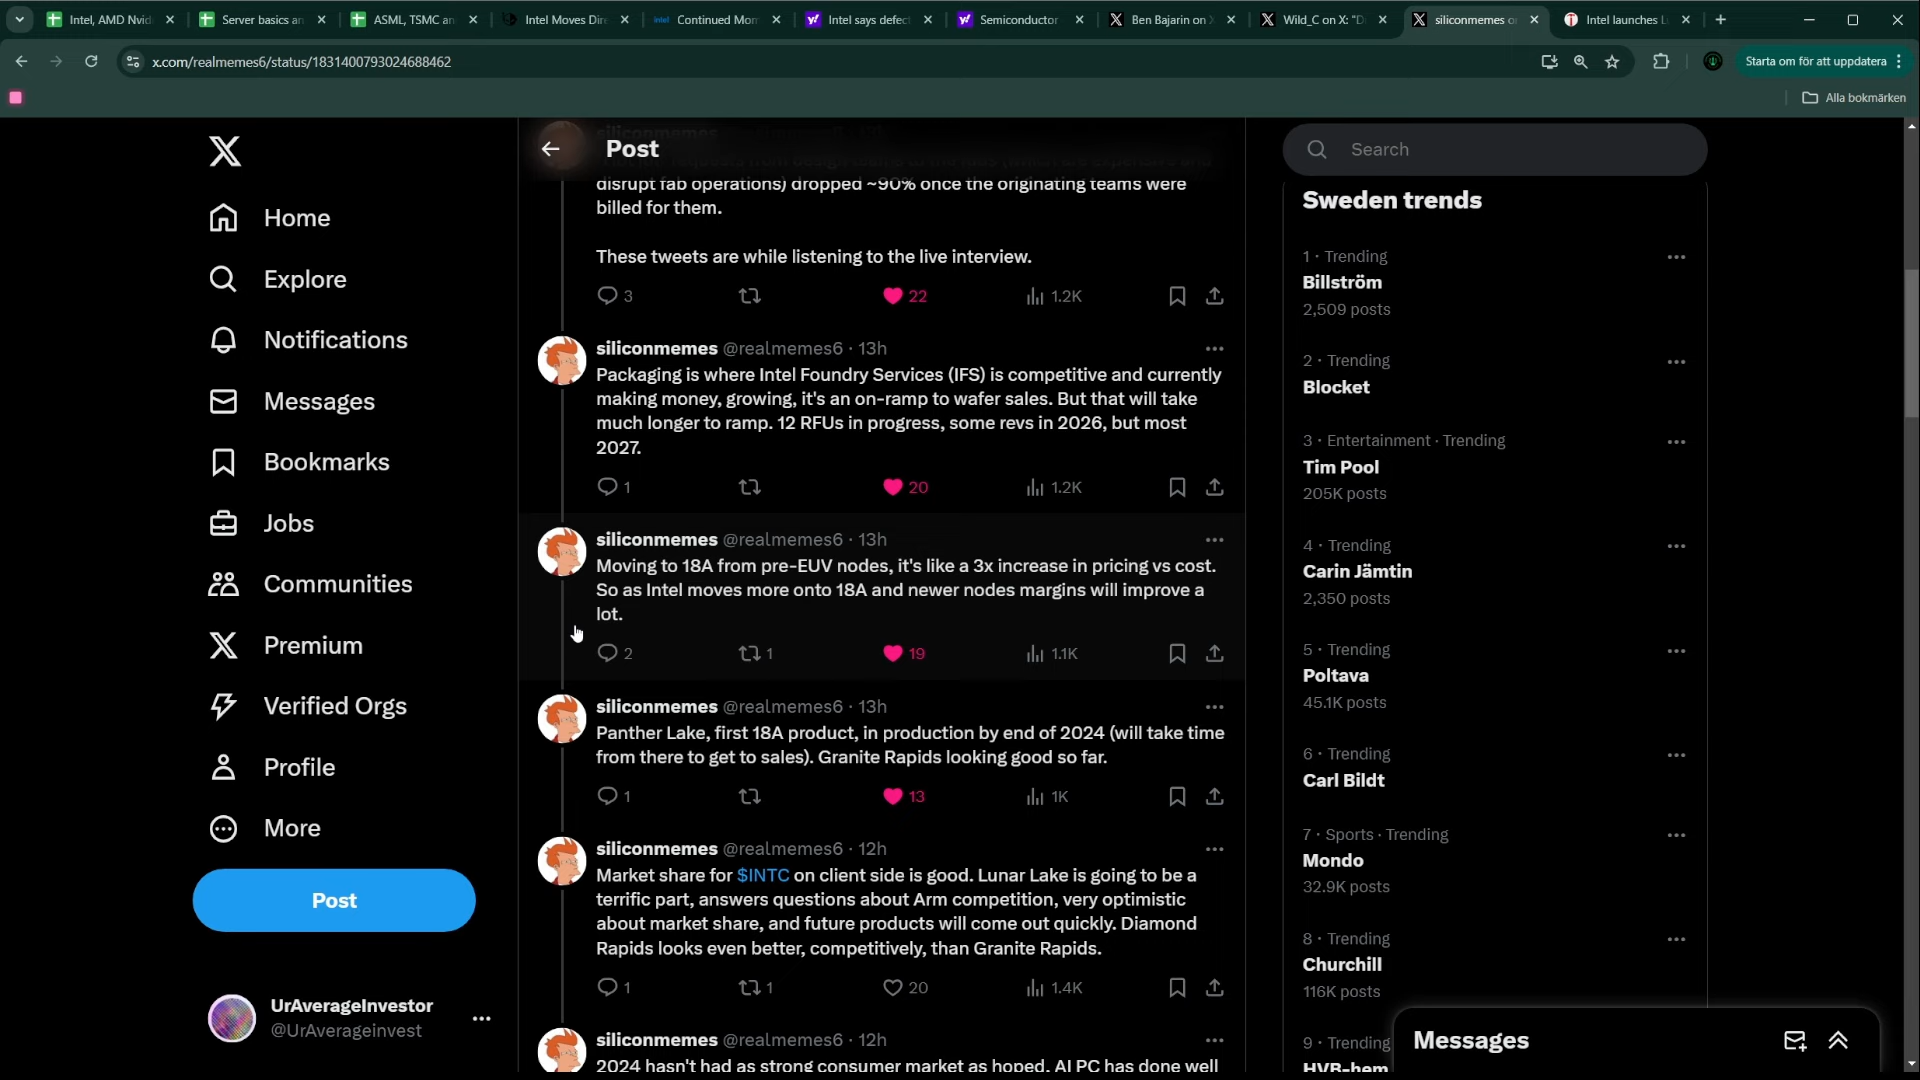 Intel, AMD Nvid
Server basics an
ASML, TSMC an
Intel Moves Dire
intel
Continued Mom
Intel says defect
Semiconductor
Ben Bajarin on X
Wild_C on X: "D
siliconmemes o
Intel launches L
x.com/realmemes6/status/1831400793024688462
Starta om för att uppdatera
Alla bokmärken
Home
Explore
Notifications
Messages
Bookmarks
Jobs
Communities
Premium
Verified Orgs
Profile
More
Post
UrAverageInvestor
@UrAverageinvest
Post
disrupt fab operations) dropped ~90% once the originating teams were
billed for them.
These tweets are while listening to the live interview.
3 22 1.2K
siliconmemes @realmemes6 · 13h
Packaging is where Intel Foundry Services (IFS) is competitive and currently
making money, growing, it's an on-ramp to wafer sales. But that will take
much longer to ramp. 12 RFUs in progress, some revs in 2026, but most
2027.
1 20 1.2K
siliconmemes @realmemes6 · 13h
Moving to 18A from pre-EUV nodes, it's like a 3x increase in pricing vs cost.
So as Intel moves more onto 18A and newer nodes margins will improve a
lot.
2 1 19 1.1K
siliconmemes @realmemes6 · 13h
Panther Lake, first 18A product, in production by end of 2024 (will take time
from there to get to sales). Granite Rapids looking good so far.
1 13 1K
siliconmemes @realmemes6 · 12h
Market share for $INTC on client side is good. Lunar Lake is going to be a
terrific part, answers questions about Arm competition, very optimistic
about market share, and future products will come out quickly. Diamond
Rapids looks even better, competitively, than Granite Rapids.
1 1 20 1.4K
siliconmemes @realmemes6 · 12h
2024 hasn't had as strong consumer market as hoped. AI PC has done well
Search
Sweden trends
1 · Trending
Billström
2,509 posts
2 · Trending
Blocket
3 · Entertainment · Trending
Tim Pool
205K posts
4 · Trending
Carin Jämtin
2,350 posts
5 · Trending
Poltava
45.1K posts
6 · Trending
Carl Bildt
7 · Sports · Trending
Mondo
32.9K posts
8 · Trending
Churchill
116K posts
9 · Trending
HVB-hem
Messages